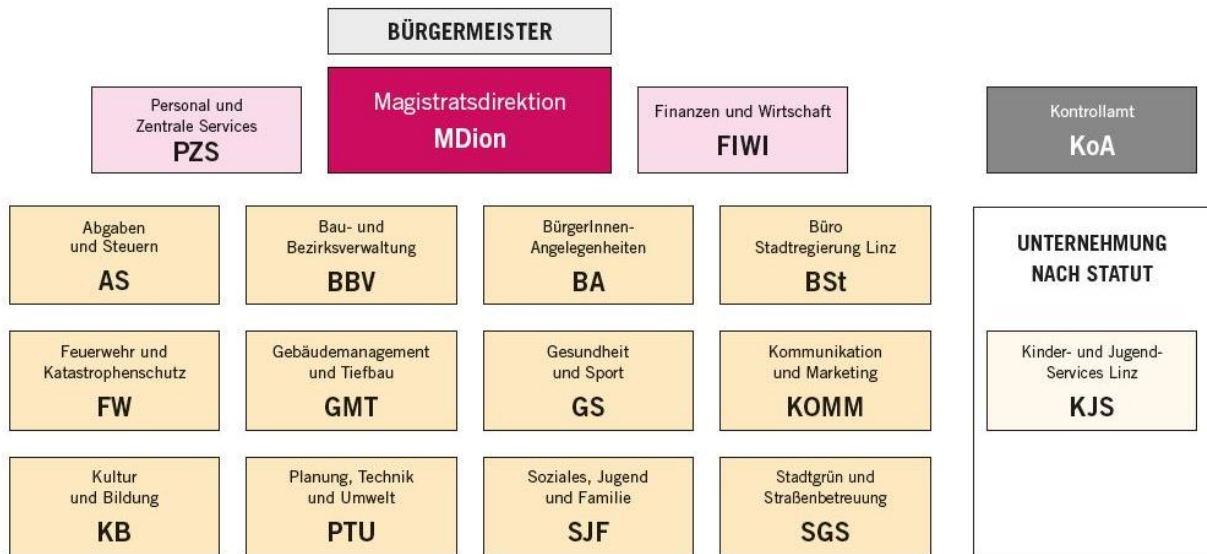 BÜRGERMEISTER
Personal und
Zentrale Services
PZS
Magistratsdirektion
MDion
Finanzen und Wirtschaft
FIWI
Kontrollamt
KoA
Abgaben
und Steuern
AS
Bau- und
Bezirksverwaltung
BBV
BürgerInnen-
Angelegenheiten
BA
Büro
Stadtregierung Linz
BSt
UNTERNEHMUNG
NACH STATUT
Feuerwehr und
Katastrophenschutz
FW
Gebäudemanagement
und Tiefbau
GMT
Gesundheit
und Sport
GS
Kommunikation
und Marketing
KOMM
Kinder- und Jugend-
Services Linz
KJS
Kultur
und Bildung
KB
Planung, Technik
und Umwelt
PTU
Soziales, Jugend
und Familie
SJF
Stadtgrün und
Straßenbetreuung
SGS